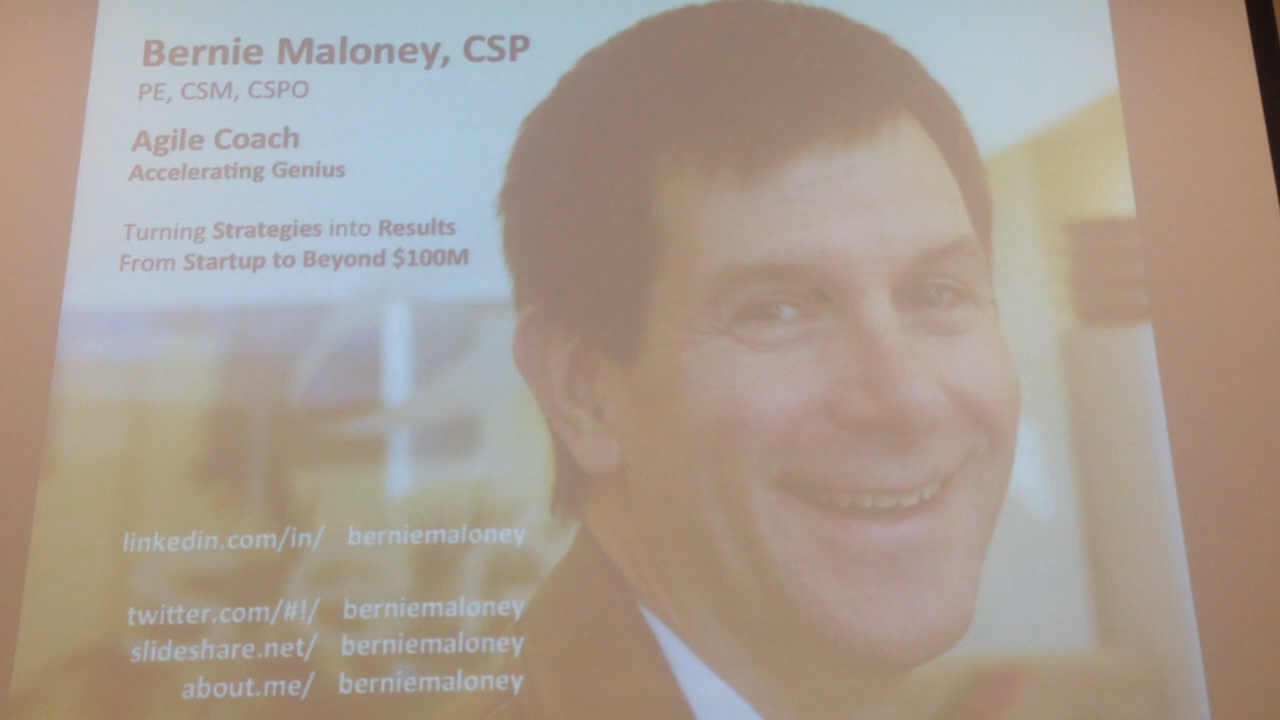 Bernie Maloney, CSP
PE, CSM, CSPO
Agile Coach
Accelerating Genius
Turning Strategies into Results
From Startup to Beyond $100M
linkedin.com/in/ berniemaloney
twitter.com/#!/ berniemaloney
slideshare.net/ berniemaloney
about.me/ berniemaloney